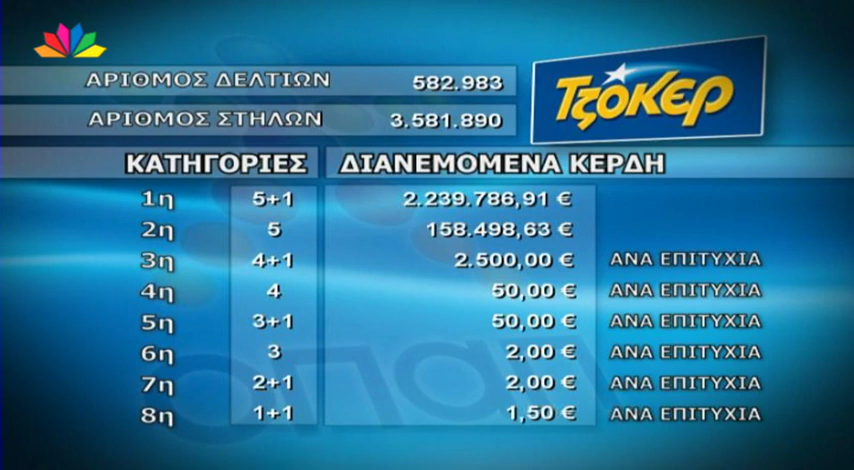 ΑΡΙΘΜΟΣ ΔΕΛΤΙΩΝ 582.983
ΑΡΙΘΜΟΣ ΣΤΗΛΩΝ 3.581.890
ΤζόΚερ
ΚΑΤΗΓΟΡΙΕΣ ΔΙΑΝΕΜΟΜΕΝΑ ΚΕΡΔΗ
1η 5+1 2.239.786,91 €
2η 5 158.498,63 €
3η 4+1 2.500,00 € ΑΝΑ ΕΠΙΤΥΧΙΑ
4η 4 50,00 € ΑΝΑ ΕΠΙΤΥΧΙΑ
5η 3+1 50,00 € ΑΝΑ ΕΠΙΤΥΧΙΑ
6η 3 2,00 € ΑΝΑ ΕΠΙΤΥΧΙΑ
7η 2+1 2,00 € ΑΝΑ ΕΠΙΤΥΧΙΑ
8η 1+1 1,50 € ΑΝΑ ΕΠΙΤΥΧΙΑ
οπαπ